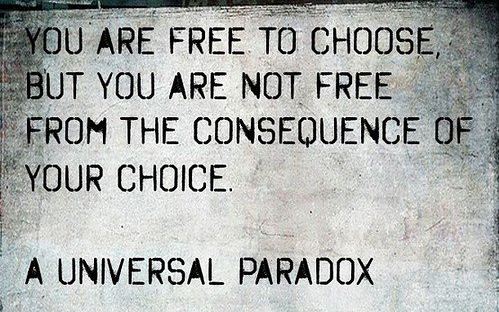 YOU ARE FREE TO CHOOSE,
BUT YOU ARE NOT FREE
FROM THE CONSEQUENCE OF
YOUR CHOICE.
A UNIVERSAL PARADOX